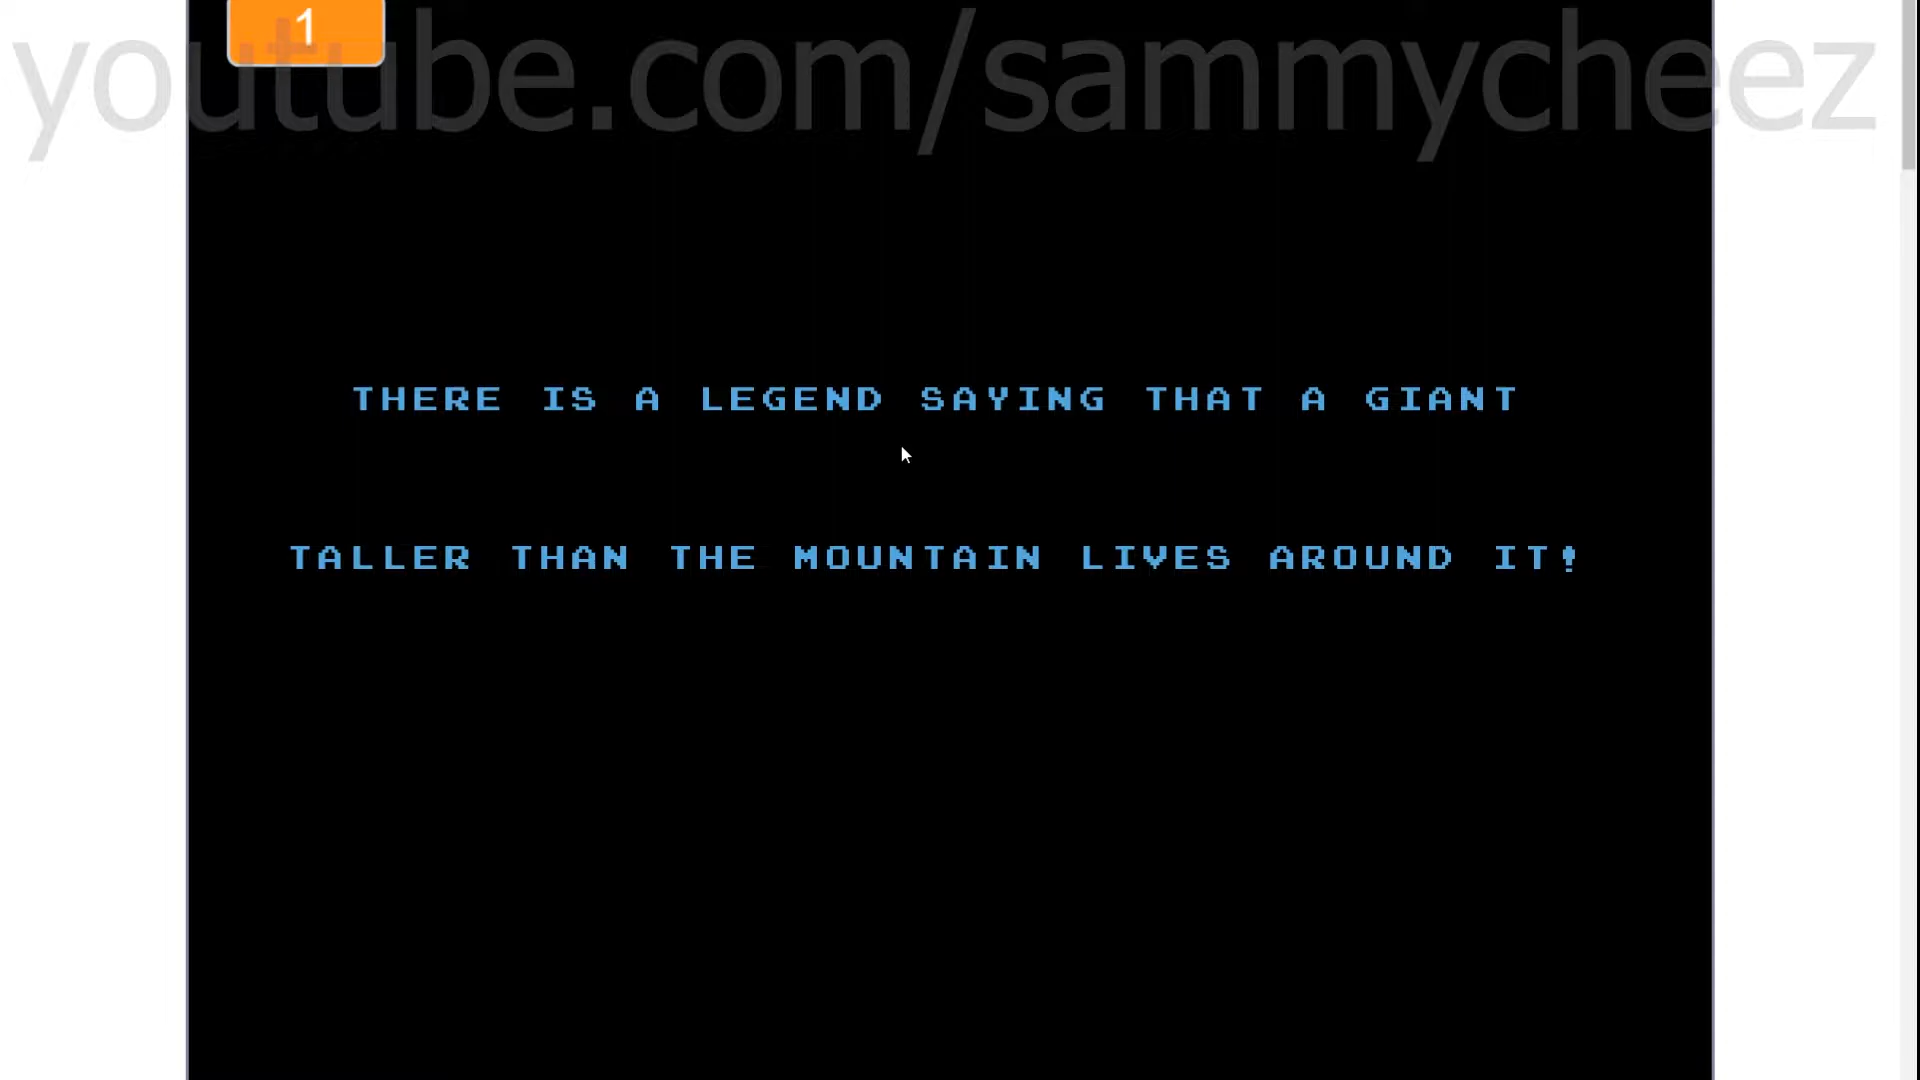 1
youtube.com/sammycheez
THERE IS A LEGEND SAYING THAT A GIANT
TALLER THAN THE MOUNTAIN LIVES AROUND IT!